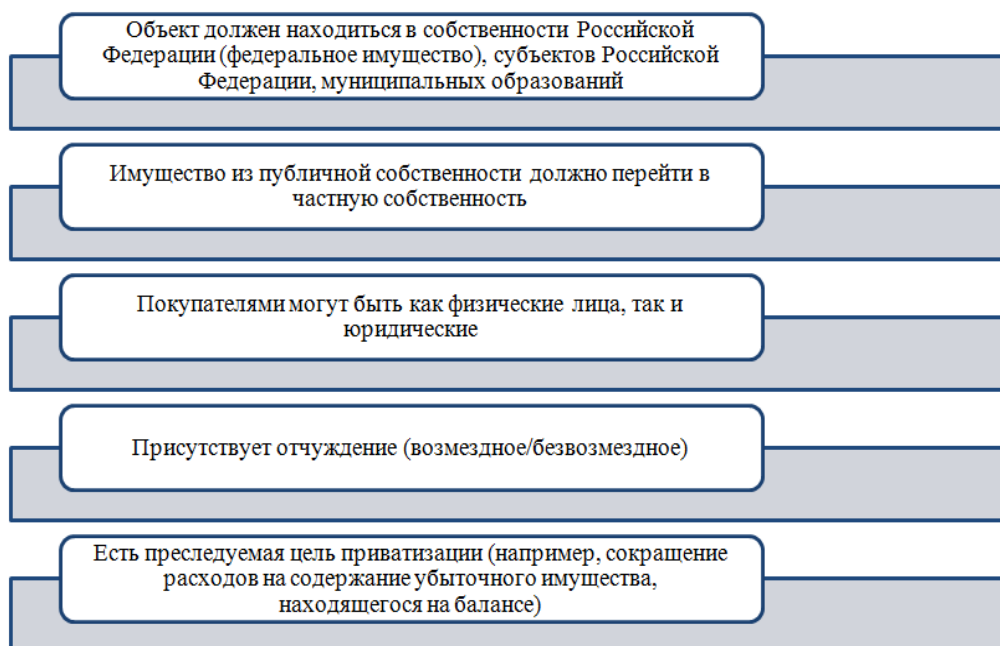 Объект должен находиться в собственности Российской
Федерации (федеральное имущество), субъектов Российской
Федерации, муниципальных образований
Имущество из публичной собственности должно перейти в
частную собственность
Покупателями могут быть как физические лица, так и
юридические
Присутствует отчуждение (возмездное/безвозмездное)
Есть преследуемая цель приватизации (например, сокращение
расходов на содержание убыточного имущества,
находящегося на балансе)